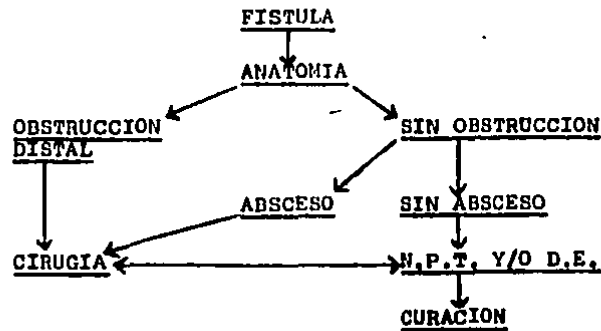 FISTULA
ANATOMIA
OBSTRUCCION
DISTAL
SIN OBSTRUCCION
ABSCESO
SIN ABSCESO
CIRUGIA
N.P.T. Y/O D.E.
CURACION